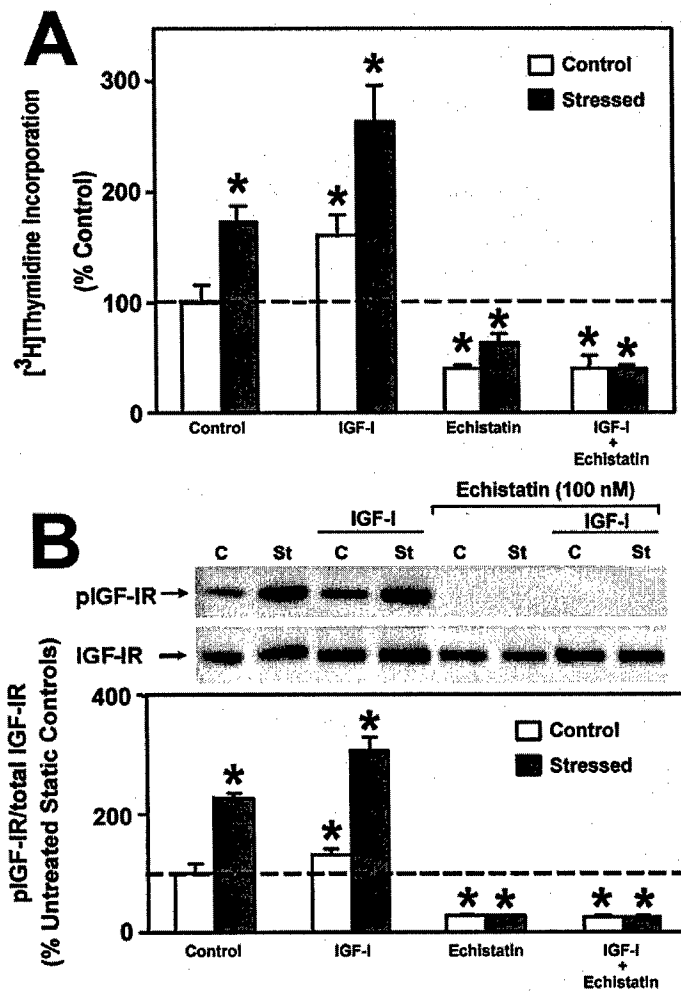 A
[³H]Thymidine Incorporation
(% Control)
300
200
100
0
Control
Stressed
*
*
*
*
*
*
*
Control
IGF-I
Echistatin
IGF-I
+
Echistatin
B
Echistatin (100 nM)
IGF-I
IGF-I
C St C St C St C St
pIGF-IR
IGF-IR
pIGF-IR/total IGF-IR
(% Untreated Static Controls)
400
200
0
Control
Stressed
*
*
*
* *
* *
Control
IGF-I
Echistatin
IGF-I
+
Echistatin